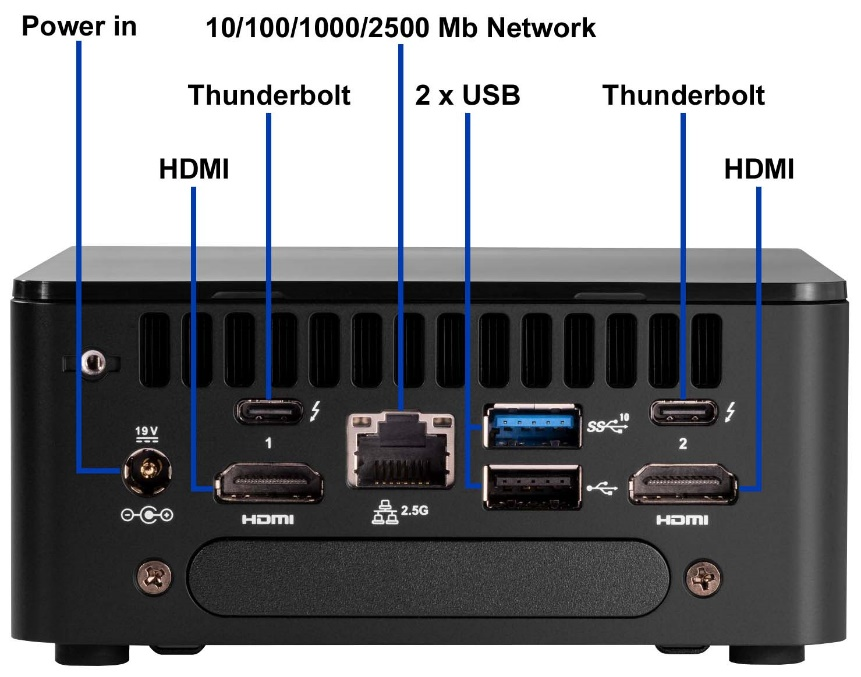 Power in
10/100/1000/2500 Mb Network
Thunderbolt
2 x USB
Thunderbolt
HDMI
HDMI
19V
1
SS 10
2
HDMI
2.5G
HDMI